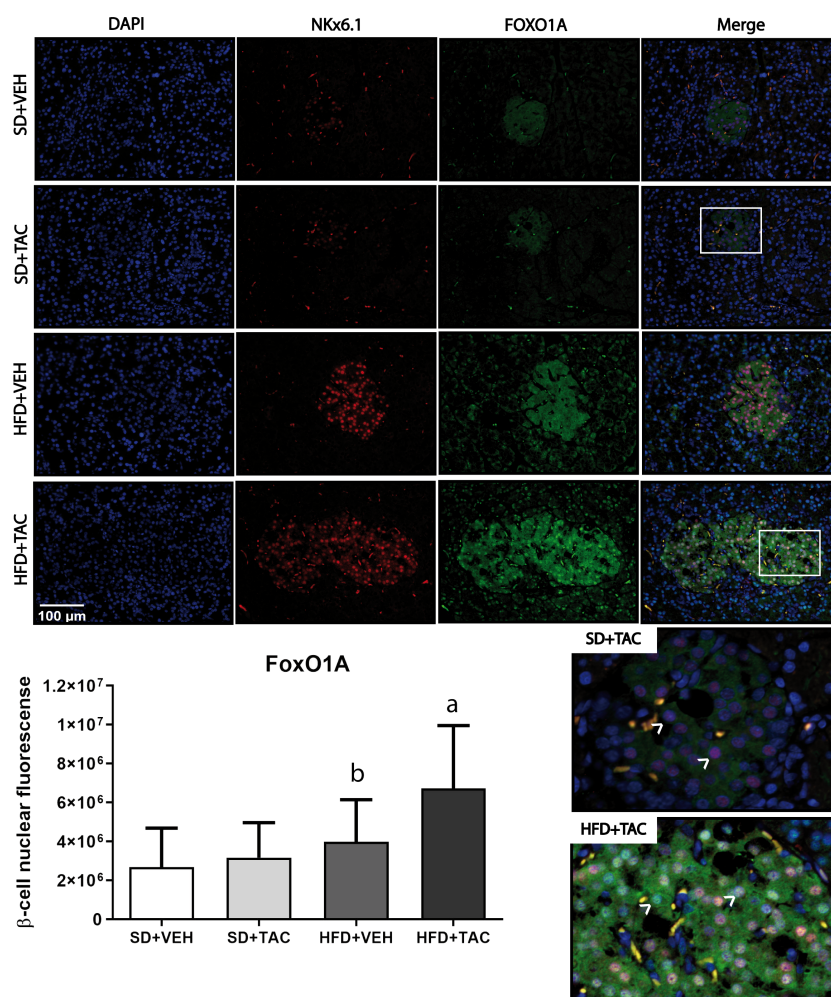 DAPI
NKx6.1
FOXO1A
Merge
SD+VEH
SD+TAC
HFD+VEH
HFD+TAC
100 µm
SD+TAC
FoxO1A
β-cell nuclear fluorescense
1.2×10⁷
1×10⁷
8×10⁶
6×10⁶
4×10⁶
2×10⁶
0
b
a
SD+VEH
SD+TAC
HFD+VEH
HFD+TAC
HFD+TAC